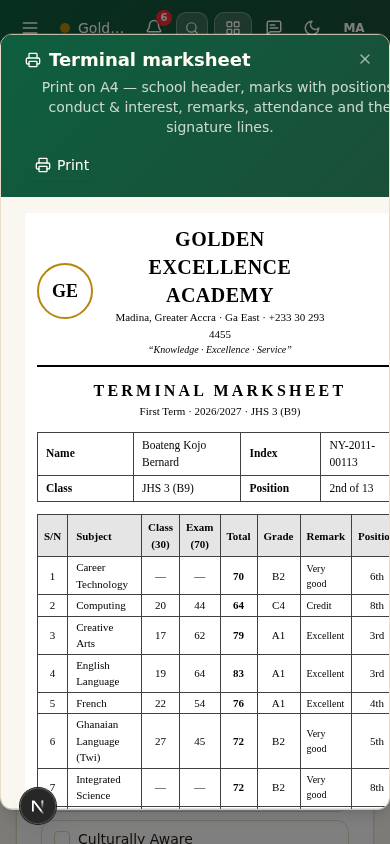 Gold... 6 MA
Terminal marksheet
Print on A4 — school header, marks with positions
conduct & interest, remarks, attendance and the
signature lines.
Print
GE
GOLDEN
EXCELLENCE
ACADEMY
Madina, Greater Accra · Ga East · +233 30 293
4455
“Knowledge · Excellence · Service”
TERMINAL MARKSHEET
First Term · 2026/2027 · JHS 3 (B9)
Name Boateng Kojo Bernard Index NY-2011-00113
Class JHS 3 (B9) Position 2nd of 13
S/N Subject Class (30) Exam (70) Total Grade Remark Positio
1 Career Technology — — 70 B2 Very good 6th
2 Computing 20 44 64 C4 Credit 8th
3 Creative Arts 17 62 79 A1 Excellent 3rd
4 English Language 19 64 83 A1 Excellent 3rd
5 French 22 54 76 A1 Excellent 4th
6 Ghanaian Language (Twi) 27 45 72 B2 Very good 5th
7 Integrated Science — — 72 B2 Very good 8th
N
Culturally Aware